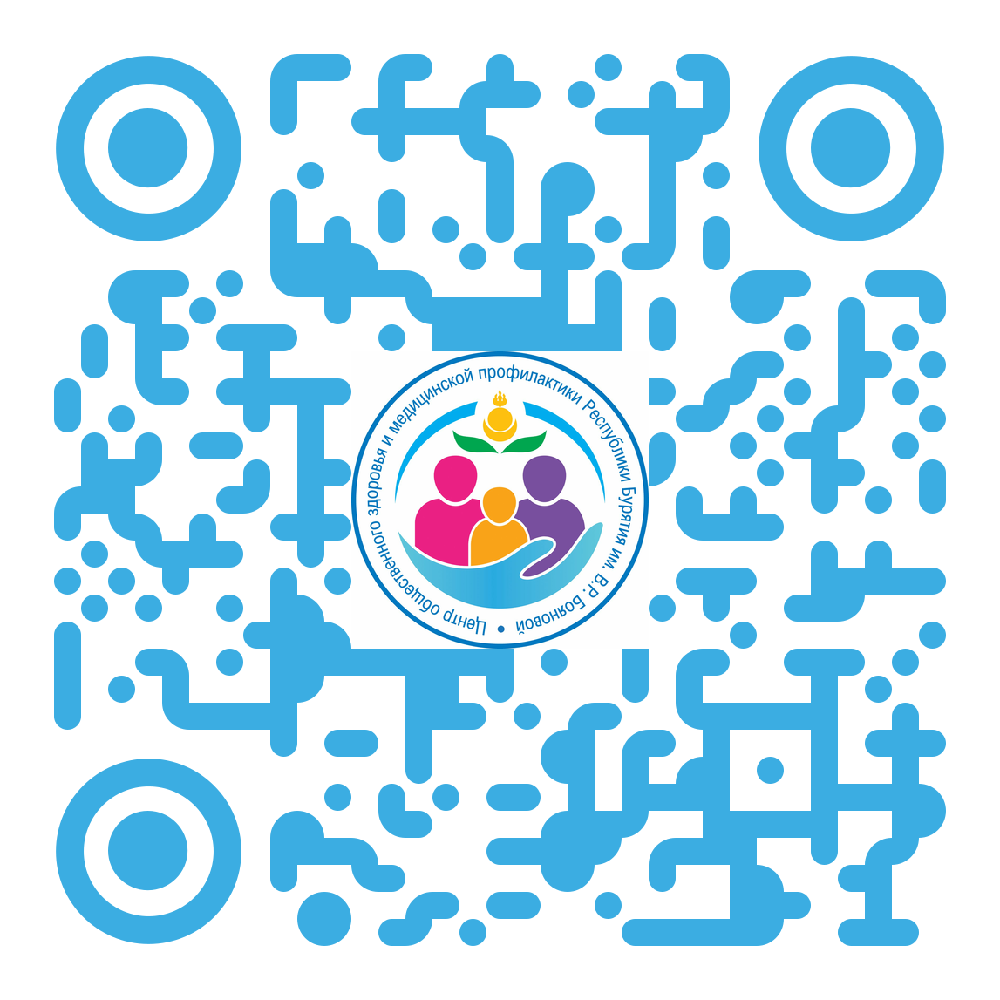 Центр общественного здоровья и медицинской профилактики Республики Бурятия им. В.Р. Бояновой •